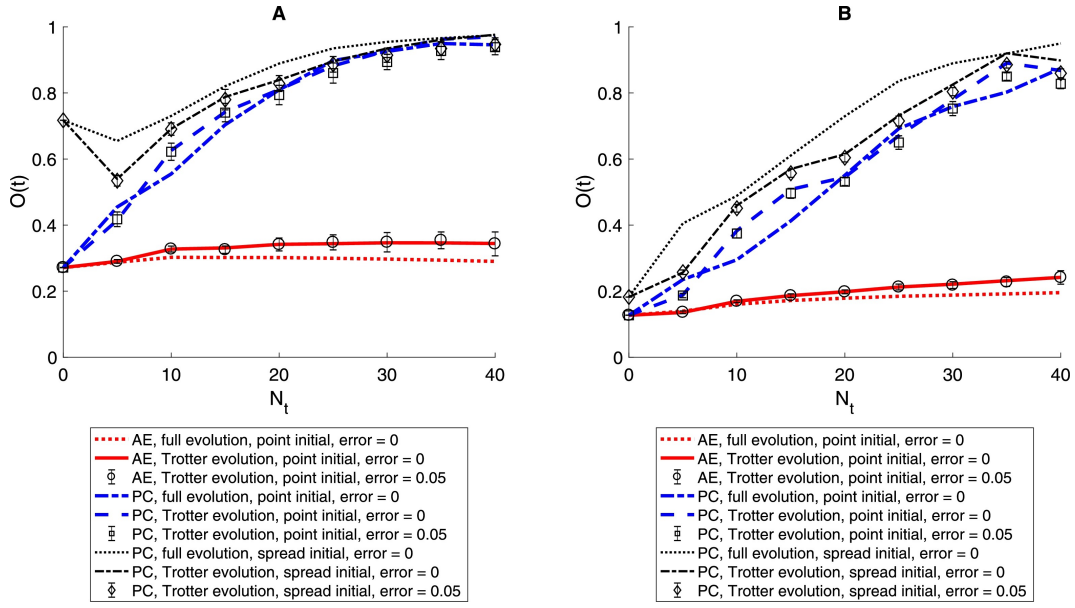 A
1
0.8
0.6
0.4
0.2
0
O(t)
0 10 20 30 40
N_t
AE, full evolution, point initial, error = 0
AE, Trotter evolution, point initial, error = 0
AE, Trotter evolution, point initial, error = 0.05
PC, full evolution, point initial, error = 0
PC, Trotter evolution, point initial, error = 0
PC, Trotter evolution, point initial, error = 0.05
PC, full evolution, spread initial, error = 0
PC, Trotter evolution, spread initial, error = 0
PC, Trotter evolution, spread initial, error = 0.05
B
1
0.8
0.6
0.4
0.2
0
O(t)
0 10 20 30 40
N_t
AE, full evolution, point initial, error = 0
AE, Trotter evolution, point initial, error = 0
AE, Trotter evolution, point initial, error = 0.05
PC, full evolution, point initial, error = 0
PC, Trotter evolution, point initial, error = 0
PC, Trotter evolution, point initial, error = 0.05
PC, full evolution, spread initial, error = 0
PC, Trotter evolution, spread initial, error = 0
PC, Trotter evolution, spread initial, error = 0.05